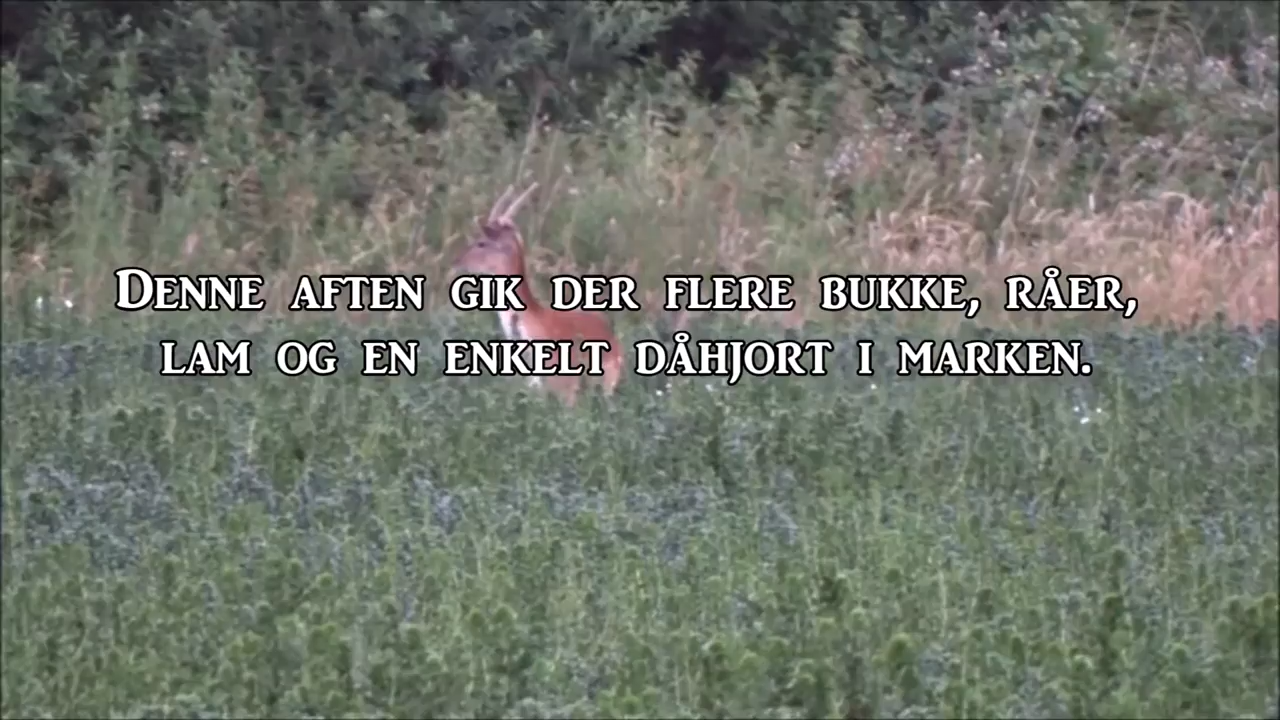 Denne aften gik der flere bukke, råer,
lam og en enkelt dåhjort i marken.